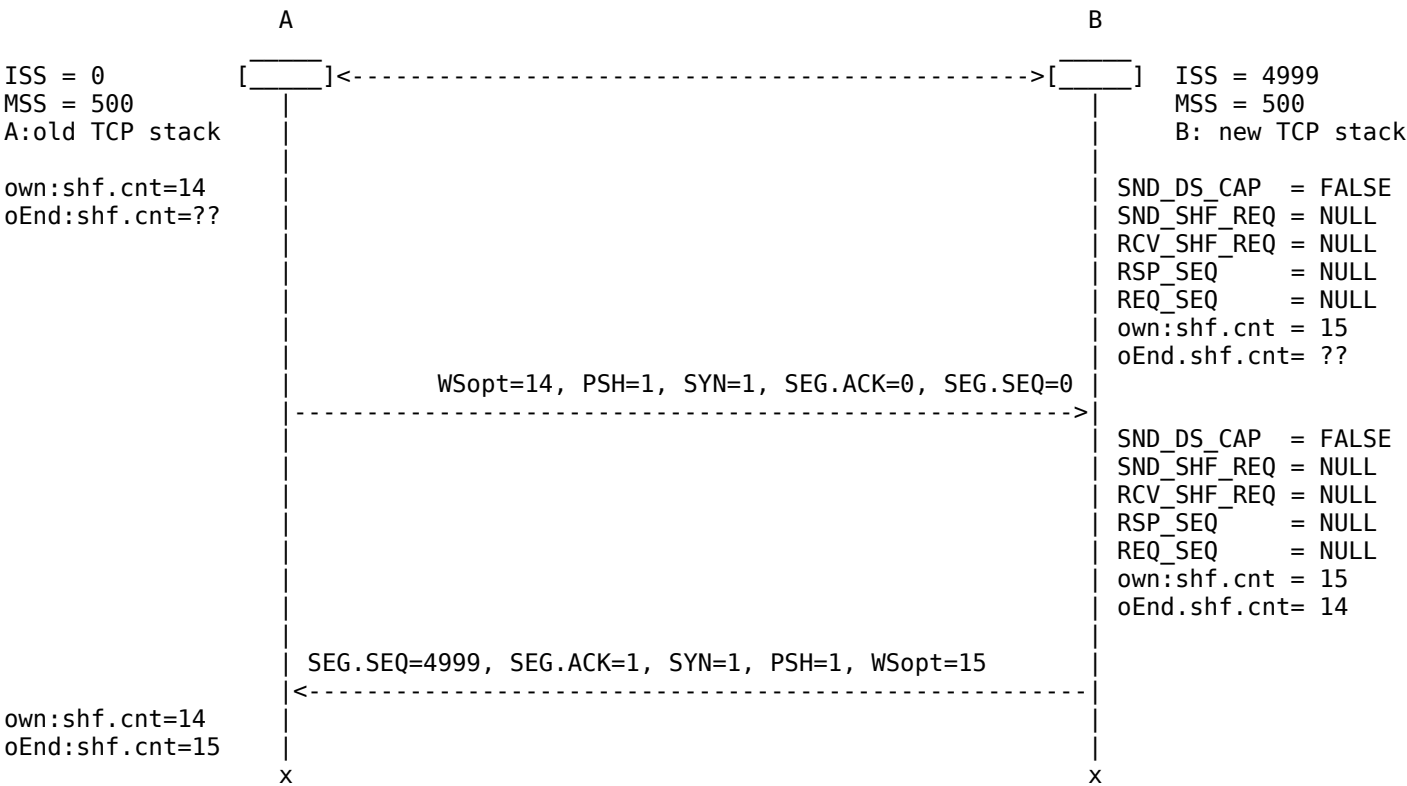 A                                                       B
ISS = 0 [_____]<----------------------------------------------->[_____] ISS = 4999
MSS = 500 MSS = 500
A:old TCP stack B: new TCP stack
own:shf.cnt=14 SND_DS_CAP  = FALSE
oEnd:shf.cnt=?? SND_SHF_REQ = NULL
RCV_SHF_REQ = NULL
RSP_SEQ     = NULL
REQ_SEQ     = NULL
own:shf.cnt = 15
oEnd.shf.cnt= ??
WSopt=14, PSH=1, SYN=1, SEG.ACK=0, SEG.SEQ=0
SND_DS_CAP  = FALSE
SND_SHF_REQ = NULL
RCV_SHF_REQ = NULL
RSP_SEQ     = NULL
REQ_SEQ     = NULL
own:shf.cnt = 15
oEnd.shf.cnt= 14
SEG.SEQ=4999, SEG.ACK=1, SYN=1, PSH=1, WSopt=15
own:shf.cnt=14
oEnd:shf.cnt=15
x                                                       x